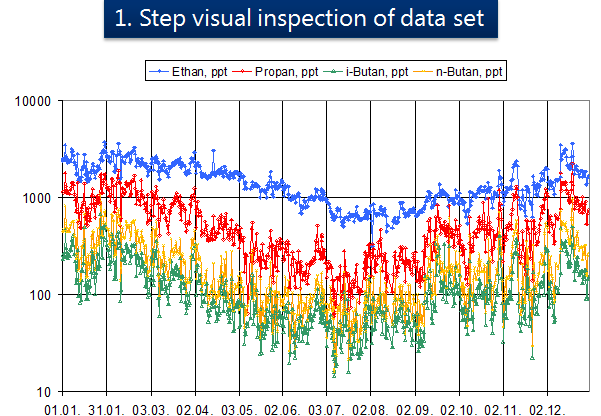 1. Step visual inspection of data set
Ethan, ppt Propan, ppt i-Butan, ppt n-Butan, ppt
10000
1000
100
10
01.01. 31.01. 03.03. 02.04. 03.05. 02.06. 03.07. 02.08. 02.09. 02.10. 02.11. 02.12.